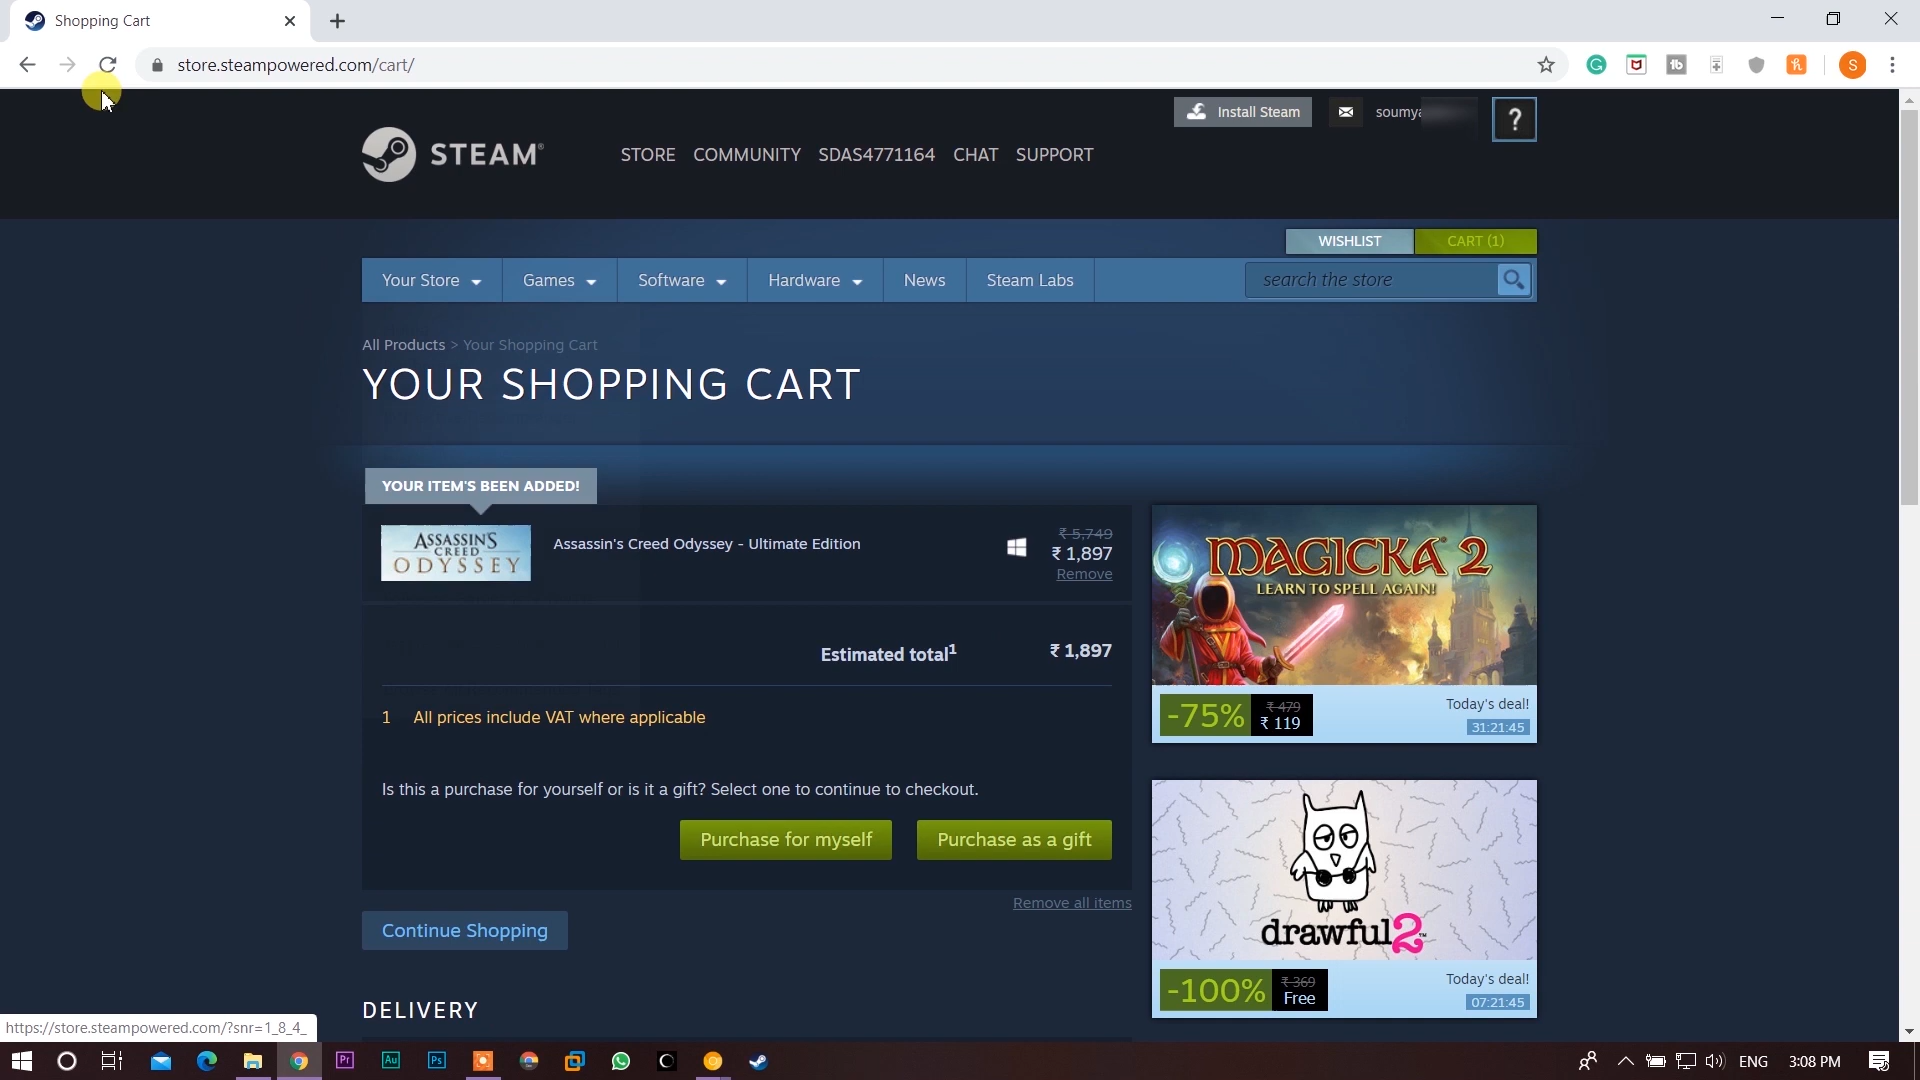 Shopping Cart
store.steampowered.com/cart/
S
Install Steam
soumya
?
STEAM®
STORE COMMUNITY SDAS4771164 CHAT SUPPORT
WISHLIST CART (1)
Your Store Games Software Hardware News Steam Labs
search the store
All Products > Your Shopping Cart
YOUR SHOPPING CART
YOUR ITEM'S BEEN ADDED!
ASSASSIN'S
CREED
ODYSSEY
Assassin's Creed Odyssey - Ultimate Edition
₹ 5,749
₹ 1,897
Remove
Estimated total1 ₹ 1,897
1 All prices include VAT where applicable
Is this a purchase for yourself or is it a gift? Select one to continue to checkout.
Purchase for myself
Purchase as a gift
Remove all items
Continue Shopping
DELIVERY
MAGICKA 2
LEARN TO SPELL AGAIN!
-75%
₹ 479
₹ 119
Today's deal!
31:21:45
drawful2™
-100%
₹ 369
Free
Today's deal!
07:21:45
https://store.steampowered.com/?snr=1_8_4_
Pr
Au
Ps
ENG
3:08 PM